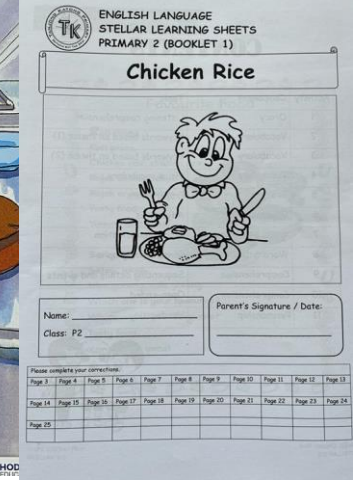 TK
ENGLISH LANGUAGE
STELLAR LEARNING SHEETS
PRIMARY 2 (BOOKLET 1)
Chicken Rice
Name:
Class: P2
Parent's Signature / Date:
Please complete your corrections.
Page 3 Page 4 Page 5 Page 6 Page 7 Page 8 Page 9 Page 10 Page 11 Page 12 Page 13
Page 14 Page 15 Page 16 Page 17 Page 18 Page 19 Page 20 Page 21 Page 22 Page 23 Page 24
Page 25
HOD